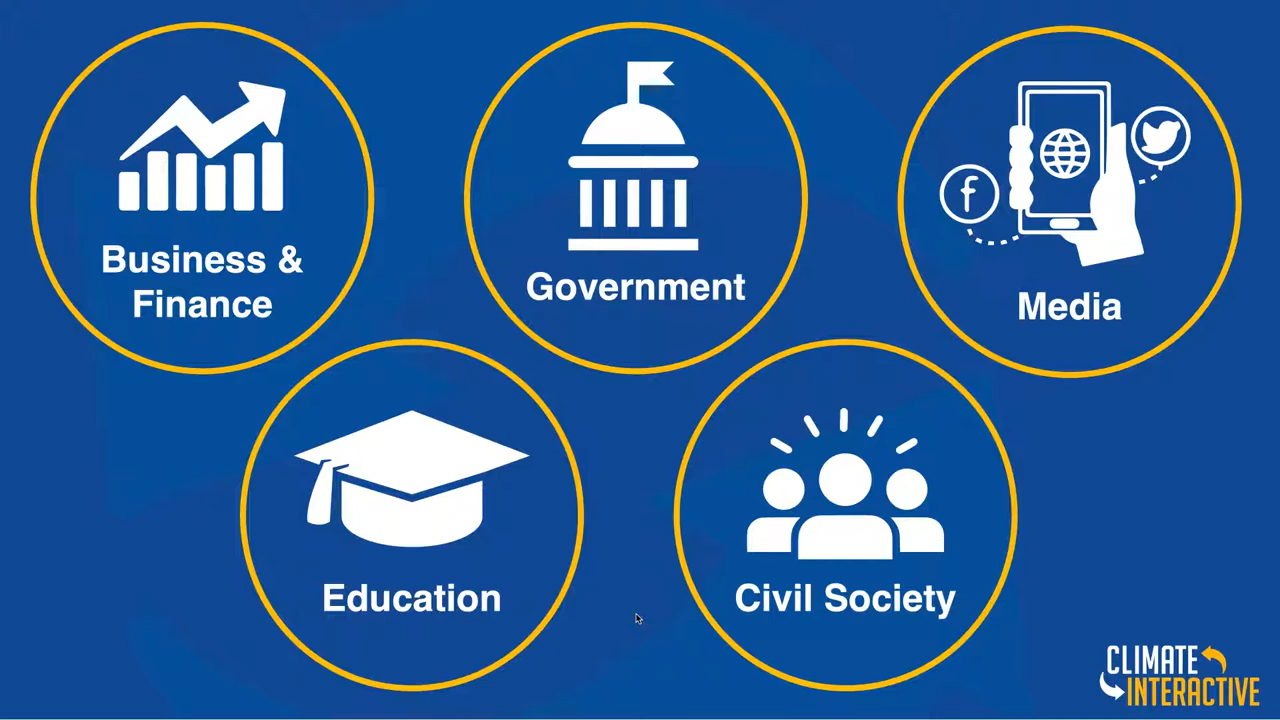 Business &
Finance
Government
Media
Education
Civil Society
CLIMATE
INTERACTIVE